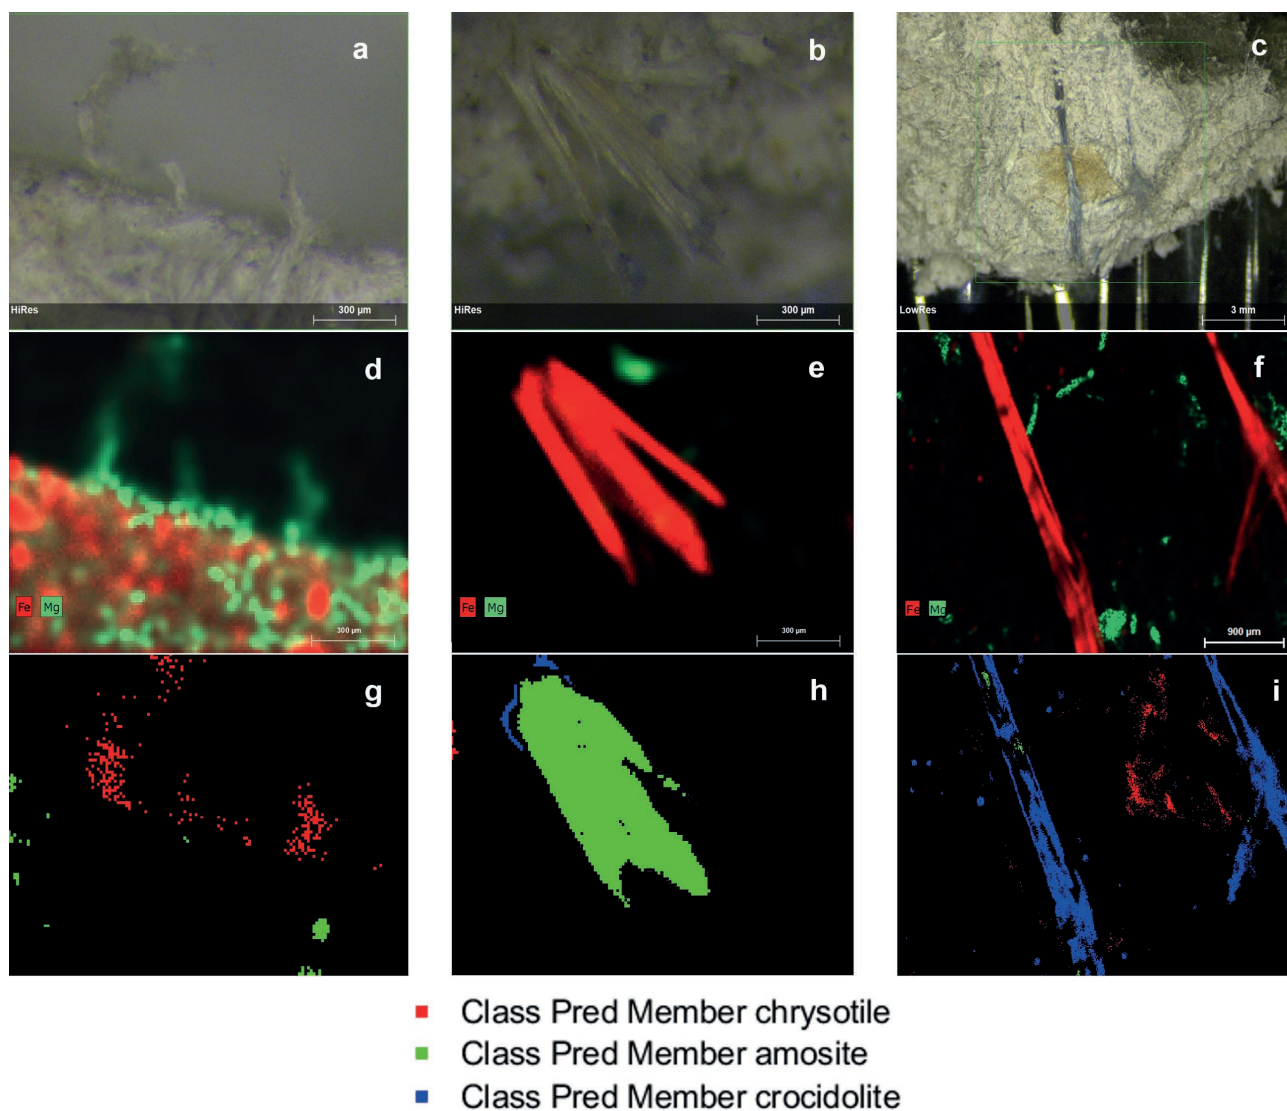 a
b
c
HiRes
300 µm
HiRes
300 µm
LowRes
3 mm
d
e
f
Fe Mg
300 µm
Fe Mg
300 µm
Fe Mg
900 µm
g
h
i
Class Pred Member chrysotile
Class Pred Member amosite
Class Pred Member crocidolite